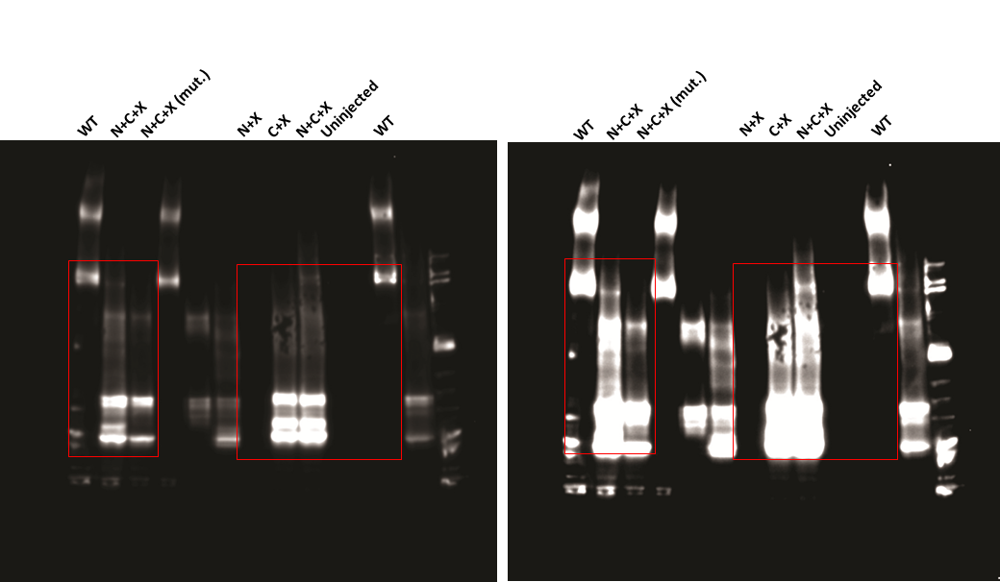 WT
N+C+X
N+C+X (mut.)
N+X
C+X
N+C+X
Uninjected
WT
WT
N+C+X
N+C+X (mut.)
N+X
C+X
N+C+X
Uninjected
WT